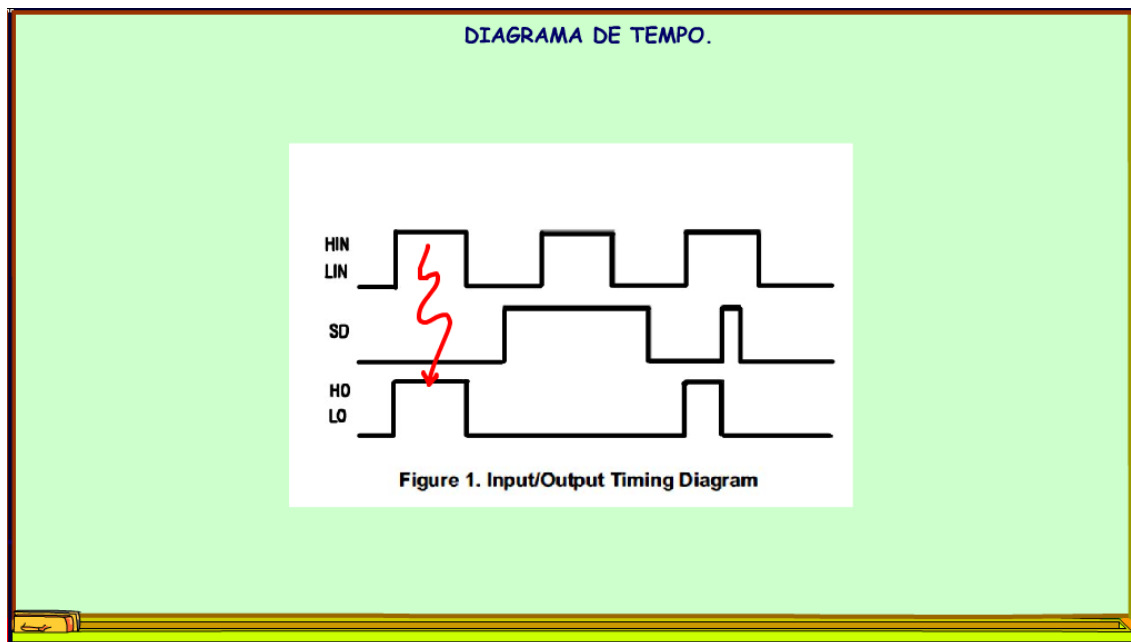 DIAGRAMA DE TEMPO.
HIN
LIN
SD
HO
LO
Figure 1. Input/Output Timing Diagram